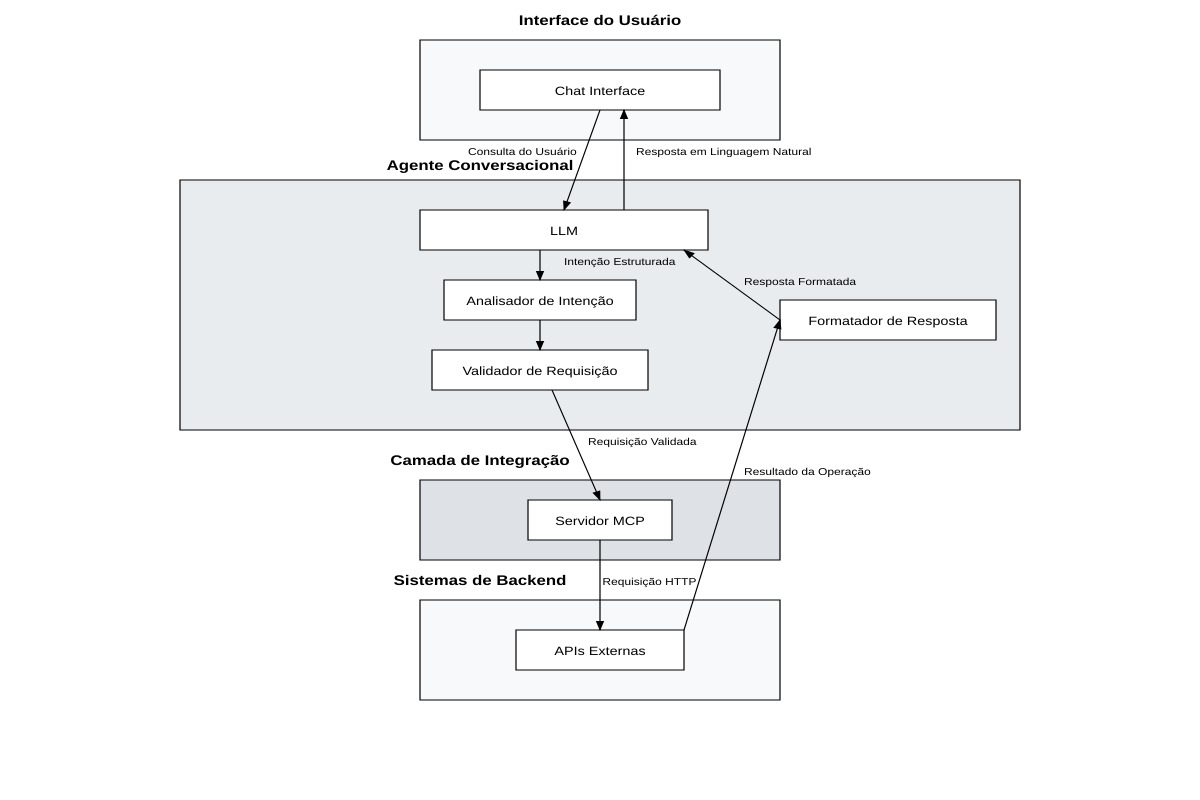 Interface do Usuário
Chat Interface
Consulta do Usuário
Resposta em Linguagem Natural
Agente Conversacional
LLM
Intenção Estruturada
Resposta Formatada
Analisador de Intenção
Formatador de Resposta
Validador de Requisição
Requisição Validada
Camada de Integração
Resultado da Operação
Servidor MCP
Sistemas de Backend
Requisição HTTP
APIs Externas